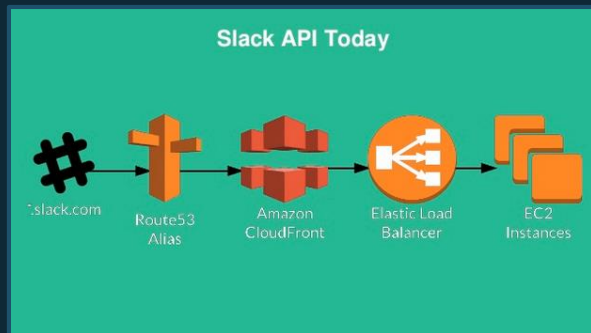 Slack API Today
*.slack.com
Route53
Alias
Amazon
CloudFront
Elastic Load
Balancer
EC2
Instances